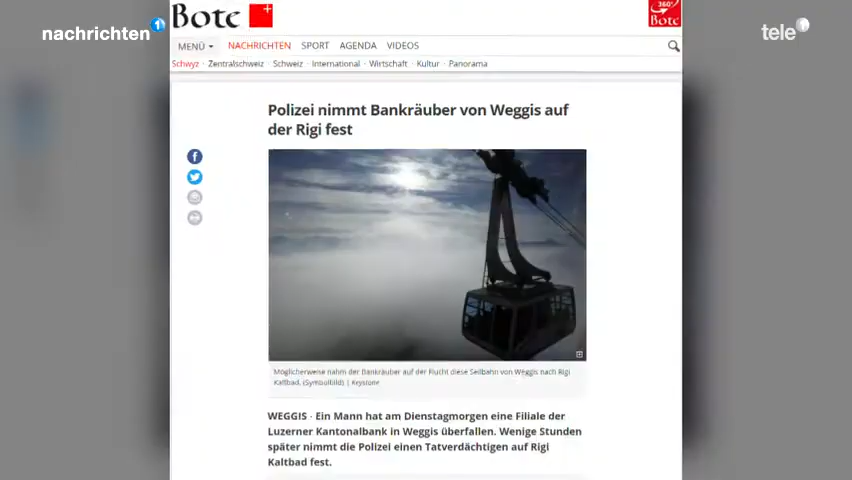 nachrichten 1
Bote
360°
Bote
tele 1
MENÜ NACHRICHTEN SPORT AGENDA VIDEOS
Schwyz · Zentralschweiz · Schweiz · International · Wirtschaft · Kultur · Panorama
Polizei nimmt Bankräuber von Weggis auf
der Rigi fest
Möglicherweise nahm der Bankräuber auf der Flucht diese Seilbahn von Weggis nach Rigi
Kaltbad. (Symbolbild) | Keystone
WEGGIS · Ein Mann hat am Dienstagmorgen eine Filiale der
Luzerner Kantonalbank in Weggis überfallen. Wenige Stunden
später nimmt die Polizei einen Tatverdächtigen auf Rigi
Kaltbad fest.